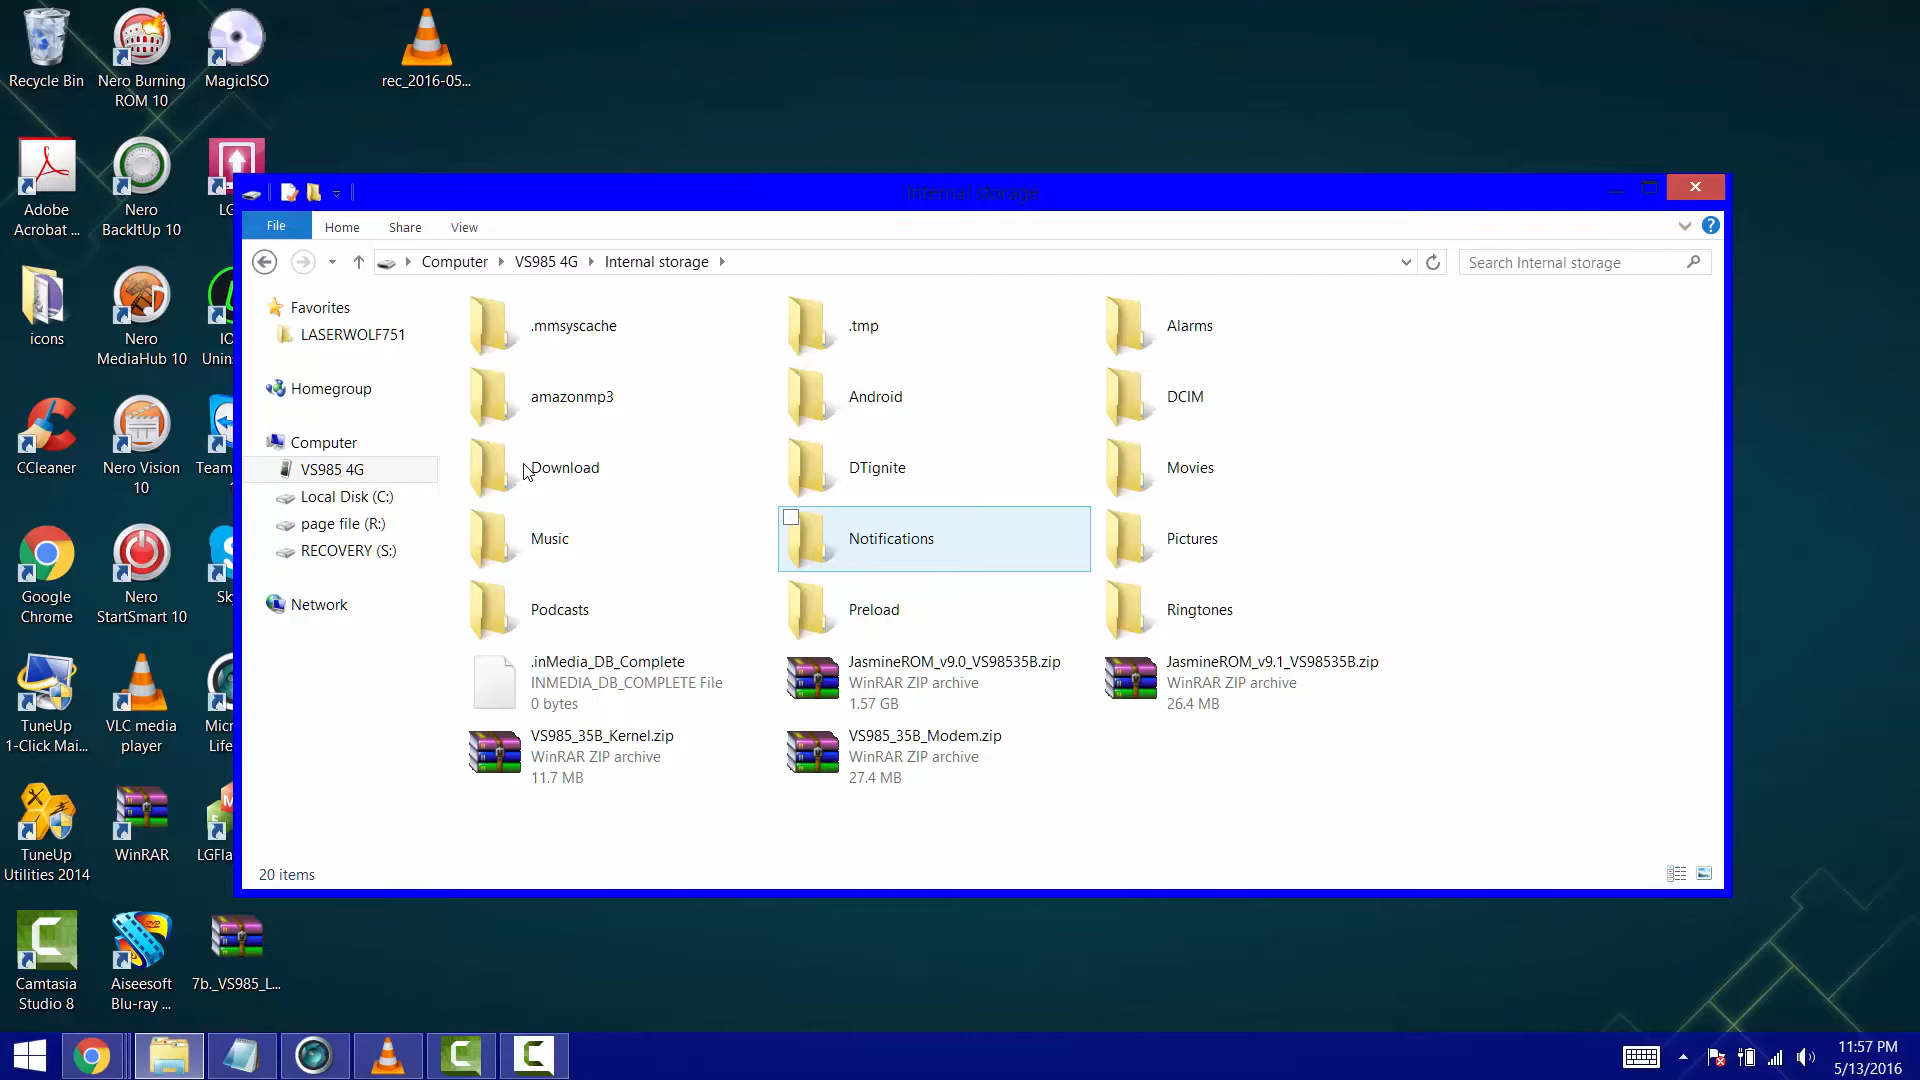 Recycle Bin
Nero Burning
ROM 10
MagicISO
rec_2016-05...
Adobe
Acrobat ...
Nero
BackItUp 10
icons
Nero
MediaHub 10
CCleaner
Nero Vision
10
Google
Chrome
Nero
StartSmart 10
TuneUp
1-Click Mai...
VLC media
player
TuneUp
Utilities 2014
WinRAR
Camtasia
Studio 8
Aiseesoft
Blu-ray ...
7b._VS985_L...
Internal storage
File
Home
Share
View
Computer
VS985 4G
Internal storage
Search Internal storage
Favorites
LASERWOLF751
Homegroup
Computer
VS985 4G
Local Disk (C:)
page file (R:)
RECOVERY (S:)
Network
.mmsyscache
.tmp
Alarms
amazonmp3
Android
DCIM
Download
DTignite
Movies
Music
Notifications
Pictures
Podcasts
Preload
Ringtones
.inMedia_DB_Complete
INMEDIA_DB_COMPLETE File
0 bytes
JasmineROM_v9.0_VS98535B.zip
WinRAR ZIP archive
1.57 GB
JasmineROM_v9.1_VS98535B.zip
WinRAR ZIP archive
26.4 MB
VS985_35B_Kernel.zip
WinRAR ZIP archive
11.7 MB
VS985_35B_Modem.zip
WinRAR ZIP archive
27.4 MB
20 items
11:57 PM
5/13/2016